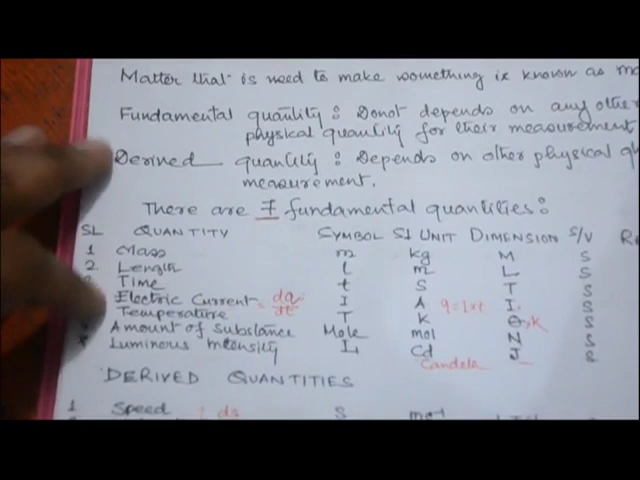 Matter that is need to make something is known as ma
Fundamental quantity : Donot depends on any other
physical quantity for their measurement
Derived quantity : Depends on other physical q
measurement.
There are 7 fundamental quantities :
SL QUANTITY SYMBOL SI UNIT DIMENSION S/V Re
1 Mass m kg M S
2 Length l m L S
Time t S T S
Electric Current = dq/dt I A q = I×t I S
Temperature T K θ, K S
Amount of Substance Mole mol N S
Luminous intensity L Cd J S
Candela
DERIVED QUANTITIES
1 Speed ds S